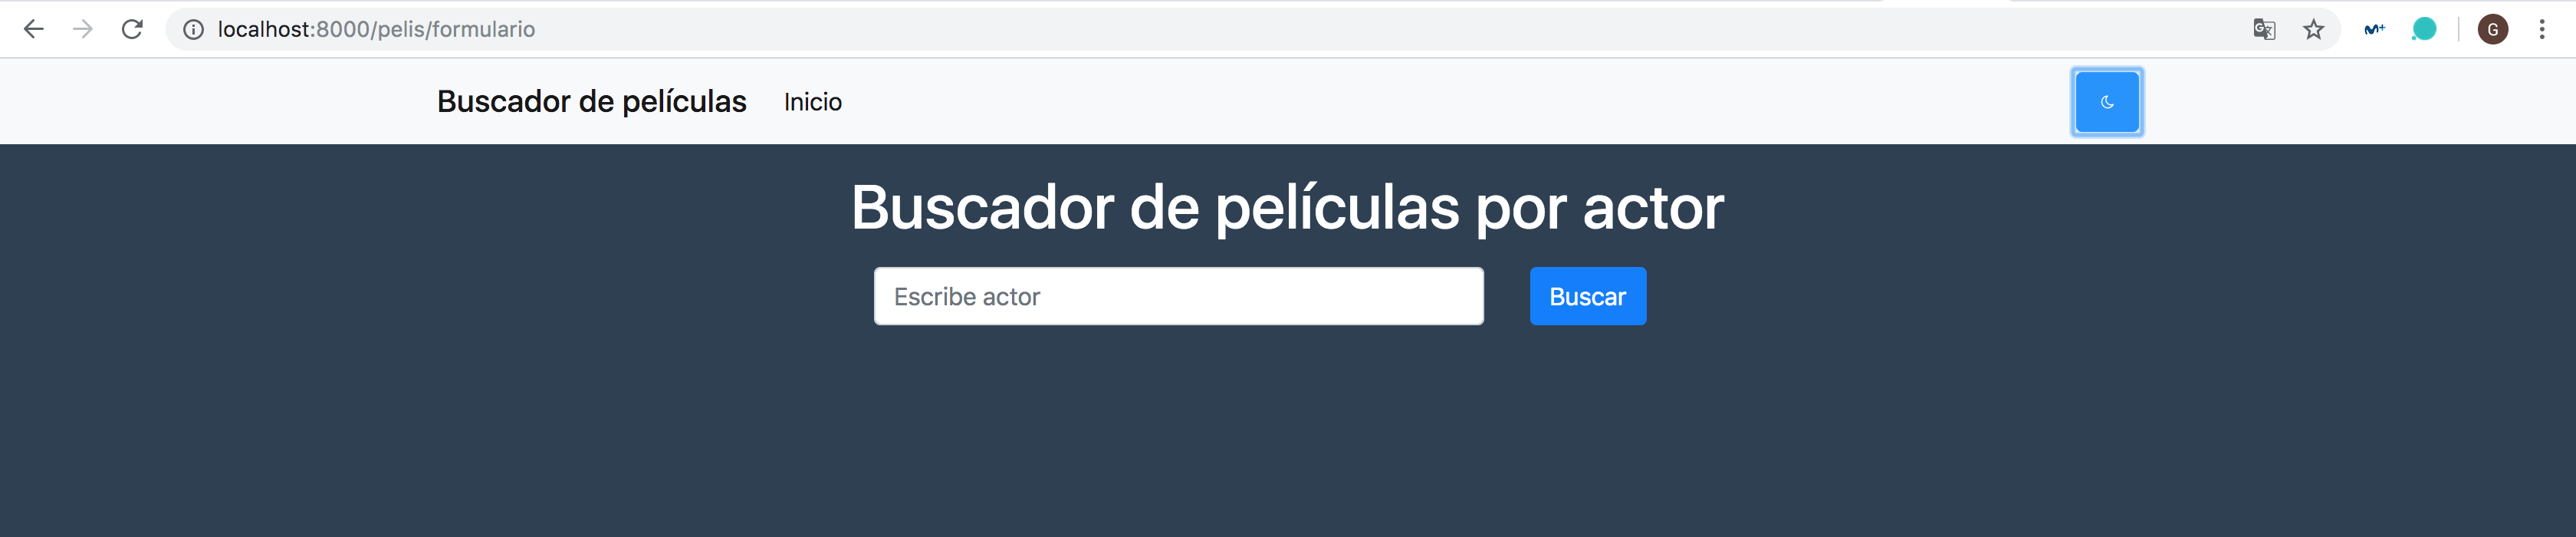 localhost:8000/pelis/formulario
G
Buscador de películas Inicio
Buscador de películas por actor
Escribe actor Buscar